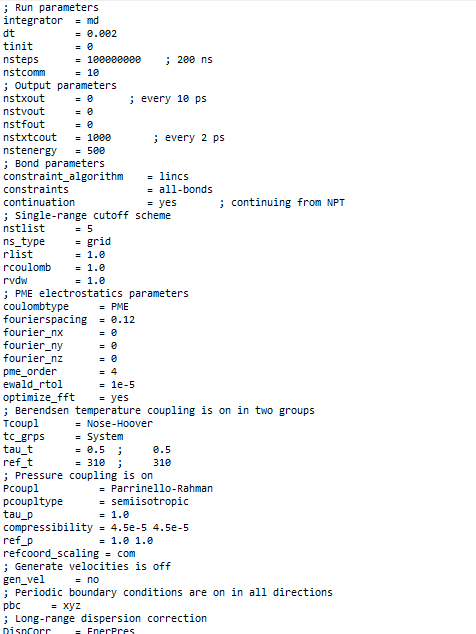 ; Run parameters
integrator  = md
dt          = 0.002
tinit       = 0
nsteps      = 100000000    ; 200 ns
nstcomm     = 10
; Output parameters
nstxout     = 0      ; every 10 ps
nstvout     = 0
nstfout     = 0
nstxtcout   = 1000         ; every 2 ps
nstenergy   = 500
; Bond parameters
constraint_algorithm    = lincs
constraints             = all-bonds
continuation            = yes       ; continuing from NPT
; Single-range cutoff scheme
nstlist     = 5
ns_type     = grid
rlist       = 1.0
rcoulomb    = 1.0
rvdw        = 1.0
; PME electrostatics parameters
coulombtype     = PME
fourierspacing  = 0.12
fourier_nx      = 0
fourier_ny      = 0
fourier_nz      = 0
pme_order       = 4
ewald_rtol      = 1e-5
optimize_fft    = yes
; Berendsen temperature coupling is on in two groups
Tcoupl      = Nose-Hoover
tc_grps     = System
tau_t       = 0.5  ;     0.5
ref_t       = 310  ;     310
; Pressure coupling is on
Pcoupl          = Parrinello-Rahman
pcoupltype      = semiisotropic
tau_p           = 1.0
compressibility = 4.5e-5 4.5e-5
ref_p           = 1.0 1.0
refcoord_scaling = com
; Generate velocities is off
gen_vel     = no
; Periodic boundary conditions are on in all directions
pbc     = xyz
; Long-range dispersion correction
DispCorr    = EnerPres